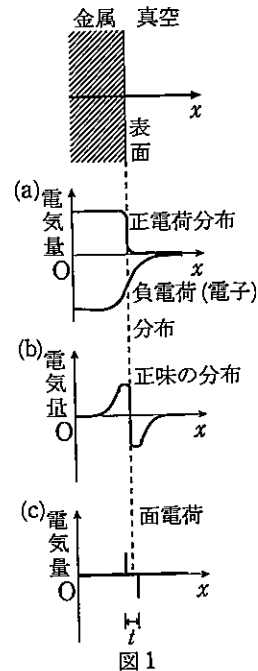 金属 真空
x
表面
(a) 電気量
正電荷分布
O
x
負電荷(電子)
分布
(b) 電気量
正味の分布
O
x
(c) 電気量
面電荷
O
x
t
図1